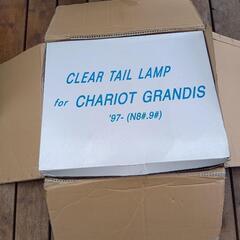 CLEAR TAIL LAMP
for CHARIOT GRANDIS
'97- (N8#.9#)